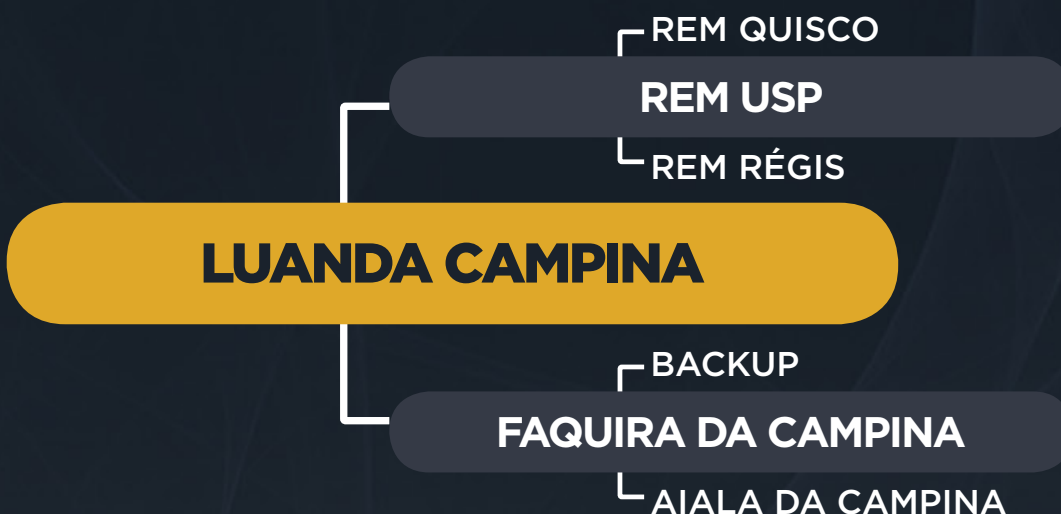 REM QUISCO
REM USP
REM RÉGIS
LUANDA CAMPINA
BACKUP
FAQUIRA DA CAMPINA
AIALA DA CAMPINA